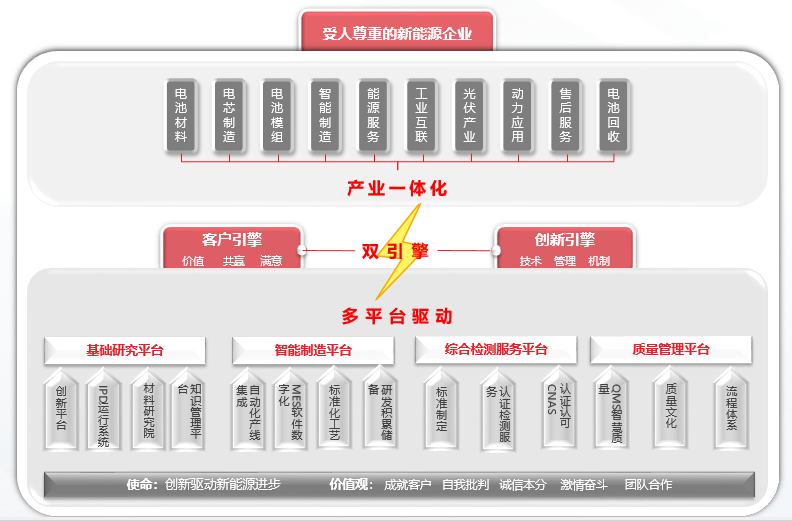 受人尊重的新能源企业
电池材料
电芯制造
电池模组
智能制造
能源服务
工业互联
光伏产业
动力应用
售后服务
电池回收
产业一体化
客户引擎
价值 共赢 满意
双引擎
创新引擎
技术 管理 机制
多平台驱动
基础研究平台
智能制造平台
综合检测服务平台
质量管理平台
创新平台
IPD运行系统
材料研究院
知识管理平台
自动化产线集成
MES软件数字化
标准化工艺
研发积累储备
标准制定
认证检测服务
认证认可CNAS
QMS智慧质量
质量文化
流程体系
使命：创新驱动新能源进步 价值观： 成就客户 自我批判 诚信本分 激情奋斗 团队合作